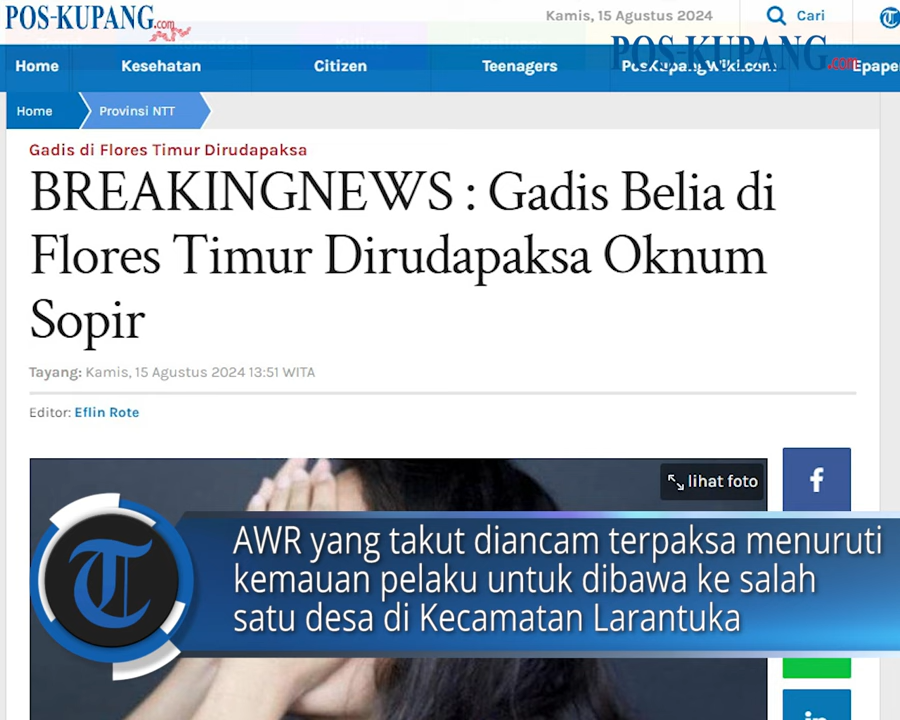 POS-KUPANG.com
Kamis, 15 Agustus 2024
Cari
POS-KUPANG.com
Home
Kesehatan
Citizen
Teenagers
PosKupangWiki.com
Epape
Home
Provinsi NTT
Gadis di Flores Timur Dirudapaksa
BREAKINGNEWS : Gadis Belia di
Flores Timur Dirudapaksa Oknum
Sopir
Tayang: Kamis, 15 Agustus 2024 13:51 WITA
Editor: Eflin Rote
lihat foto
f
AWR yang takut diancam terpaksa menuruti
kemauan pelaku untuk dibawa ke salah
satu desa di Kecamatan Larantuka
T
in